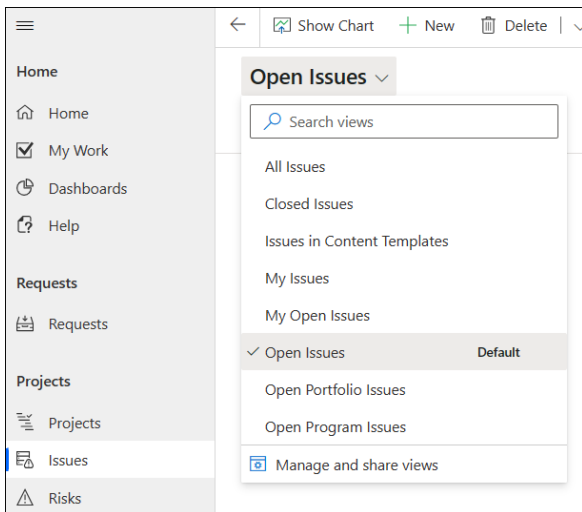 Show Chart New Delete
Home
Open Issues
Search views
Home
My Work
All Issues
Dashboards
Closed Issues
Help
Issues in Content Templates
Requests
My Issues
Requests
My Open Issues
Projects
Open Issues Default
Projects
Open Portfolio Issues
Issues
Open Program Issues
Risks
Manage and share views